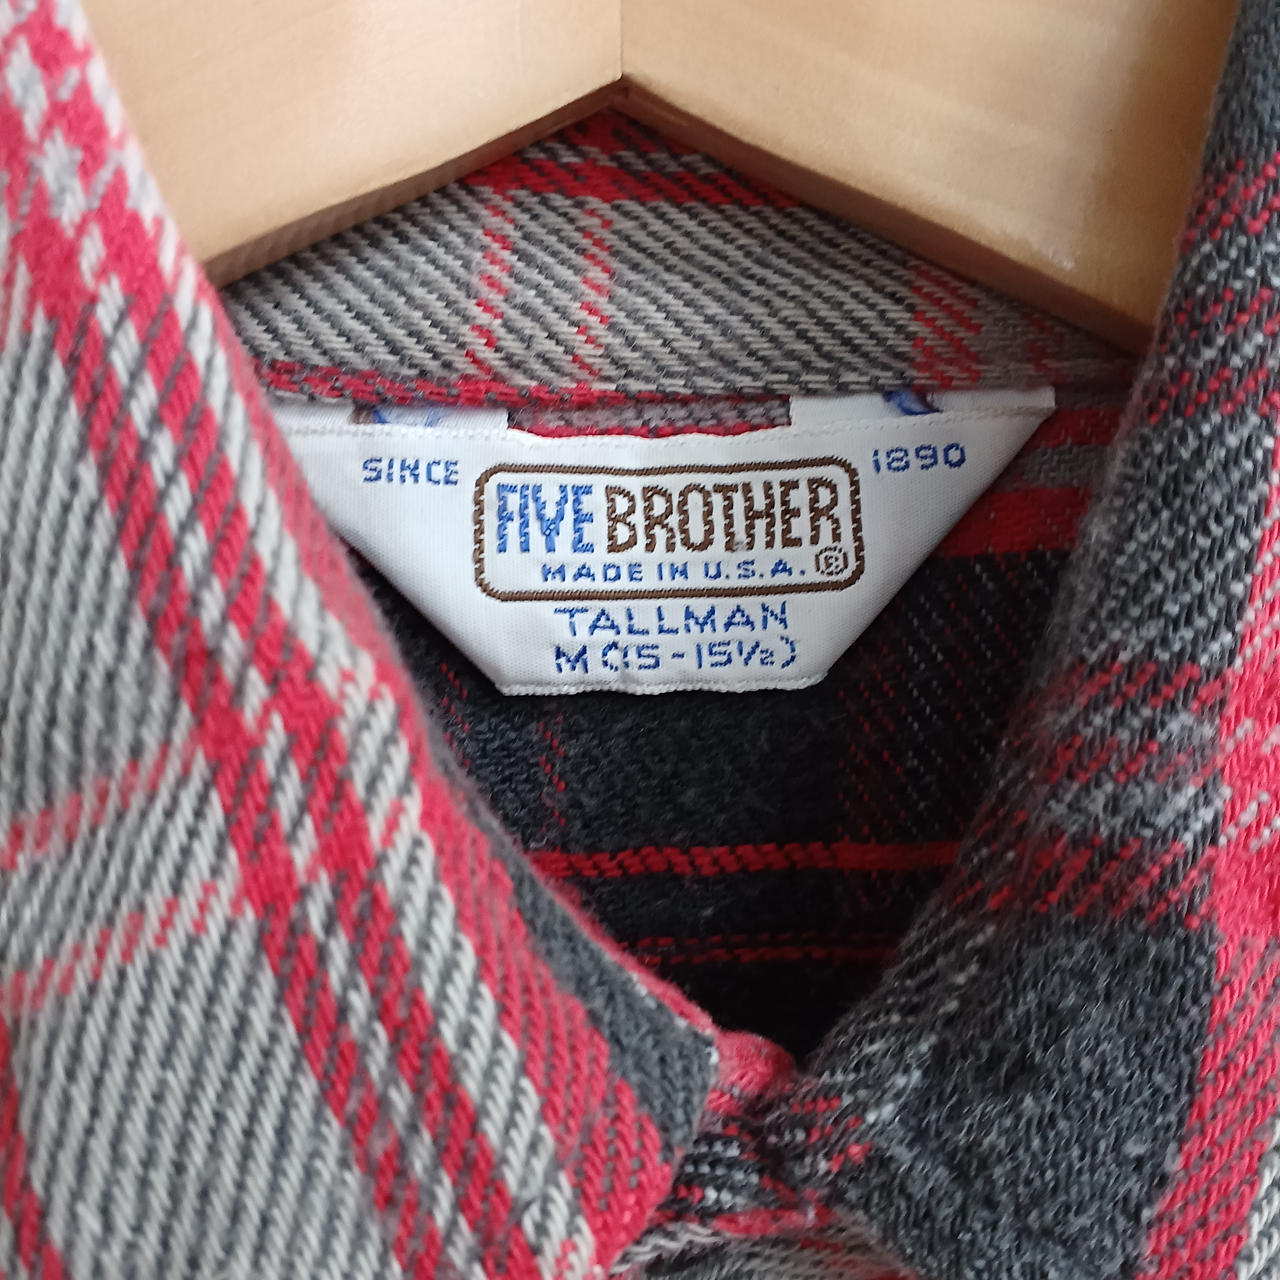 SINCE 1890
FIVE BROTHER
MADE IN U.S.A. ®
TALLMAN
M (15-15½)